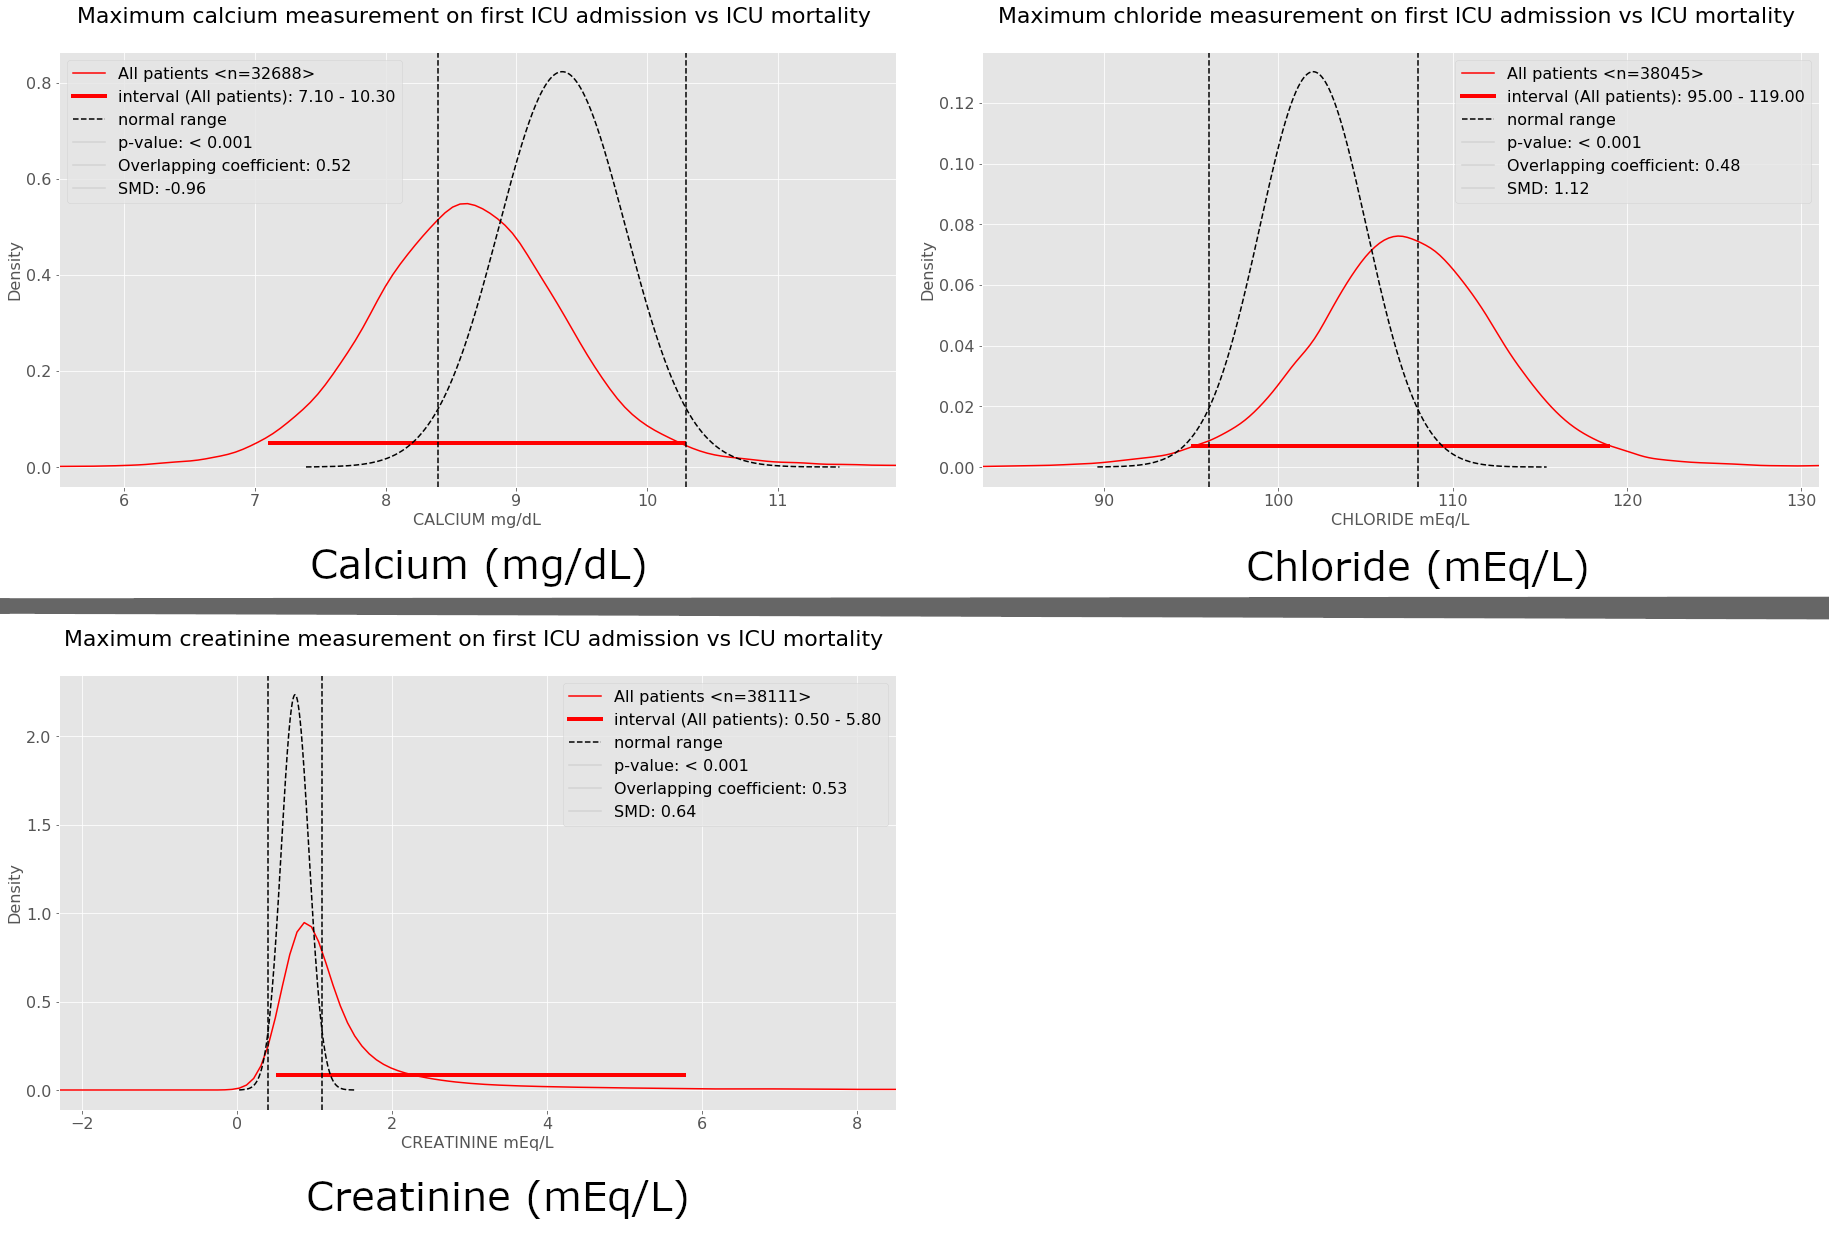 Maximum calcium measurement on first ICU admission vs ICU mortality
All patients <n=32688>
interval (All patients): 7.10 - 10.30
normal range
p-value: < 0.001
Overlapping coefficient: 0.52
SMD: -0.96
Density
0.8
0.6
0.4
0.2
0.0
6 7 8 9 10 11
CALCIUM mg/dL
Calcium (mg/dL)
Maximum chloride measurement on first ICU admission vs ICU mortality
All patients <n=38045>
interval (All patients): 95.00 - 119.00
normal range
p-value: < 0.001
Overlapping coefficient: 0.48
SMD: 1.12
Density
0.12
0.10
0.08
0.06
0.04
0.02
0.00
90 100 110 120 130
CHLORIDE mEq/L
Chloride (mEq/L)
Maximum creatinine measurement on first ICU admission vs ICU mortality
All patients <n=38111>
interval (All patients): 0.50 - 5.80
normal range
p-value: < 0.001
Overlapping coefficient: 0.53
SMD: 0.64
Density
2.0
1.5
1.0
0.5
0.0
−2 0 2 4 6 8
CREATININE mEq/L
Creatinine (mEq/L)